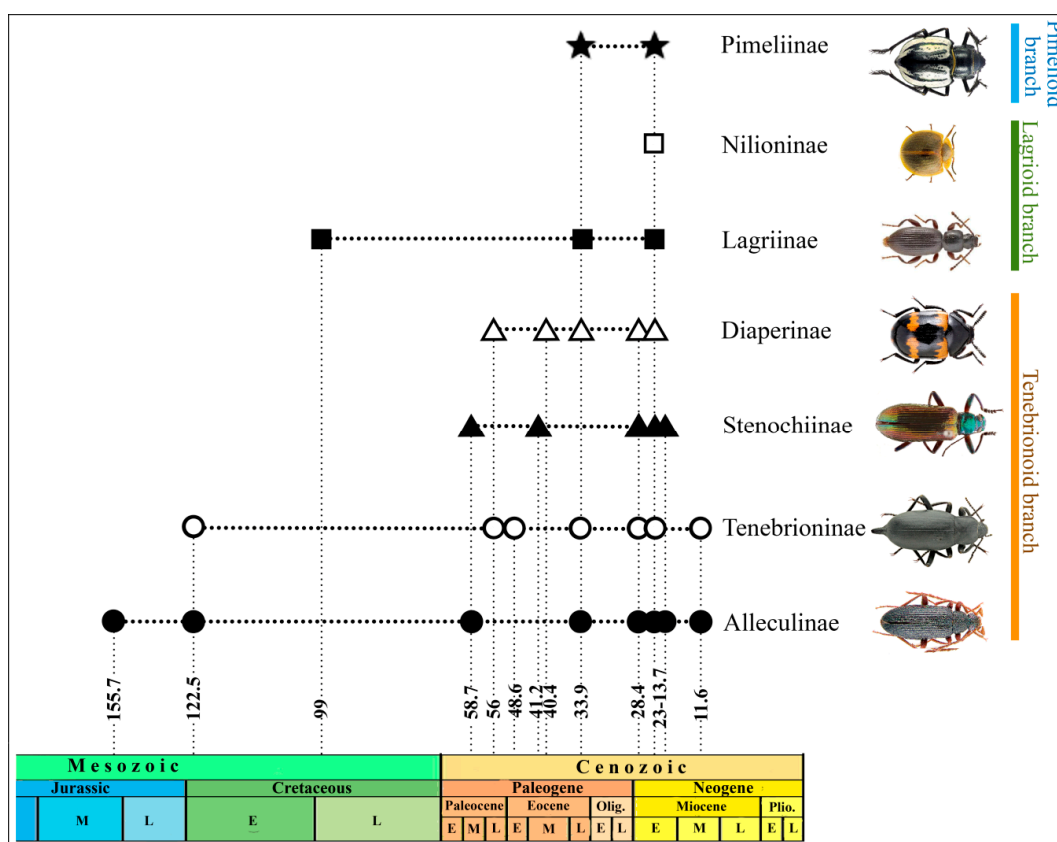 Pimeliinae
Pimelioid
branch
Nilioninae
Lagriinae
Lagrioid branch
Diaperinae
Stenochiinae
Tenebrioninae
Alleculinae
Tenebrionoid branch
155.7
122.5
99
58.7
56
48.6
41.2
40.4
33.9
28.4
23-13.7
11.6
Mesozoic Cenozoic
Jurassic Cretaceous Paleogene Neogene
Paleocene Eocene Olig. Miocene Plio.
M L E L E M L E M L E L E M L E L